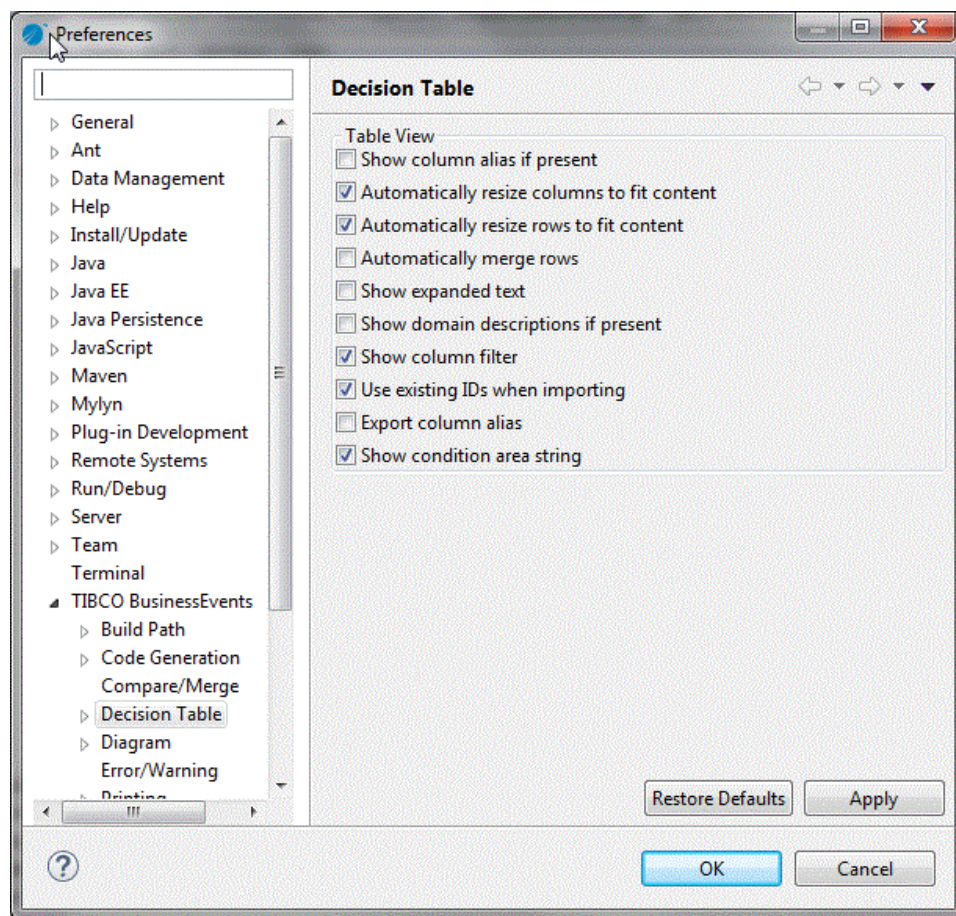 Preferences
Decision Table
General
Ant
Data Management
Help
Install/Update
Java
Java EE
Java Persistence
JavaScript
Maven
Mylyn
Plug-in Development
Remote Systems
Run/Debug
Server
Team
Terminal
TIBCO BusinessEvents
Build Path
Code Generation
Compare/Merge
Decision Table
Diagram
Error/Warning
Printing
Table View
Show column alias if present
Automatically resize columns to fit content
Automatically resize rows to fit content
Automatically merge rows
Show expanded text
Show domain descriptions if present
Show column filter
Use existing IDs when importing
Export column alias
Show condition area string
Restore Defaults
Apply
?
OK
Cancel